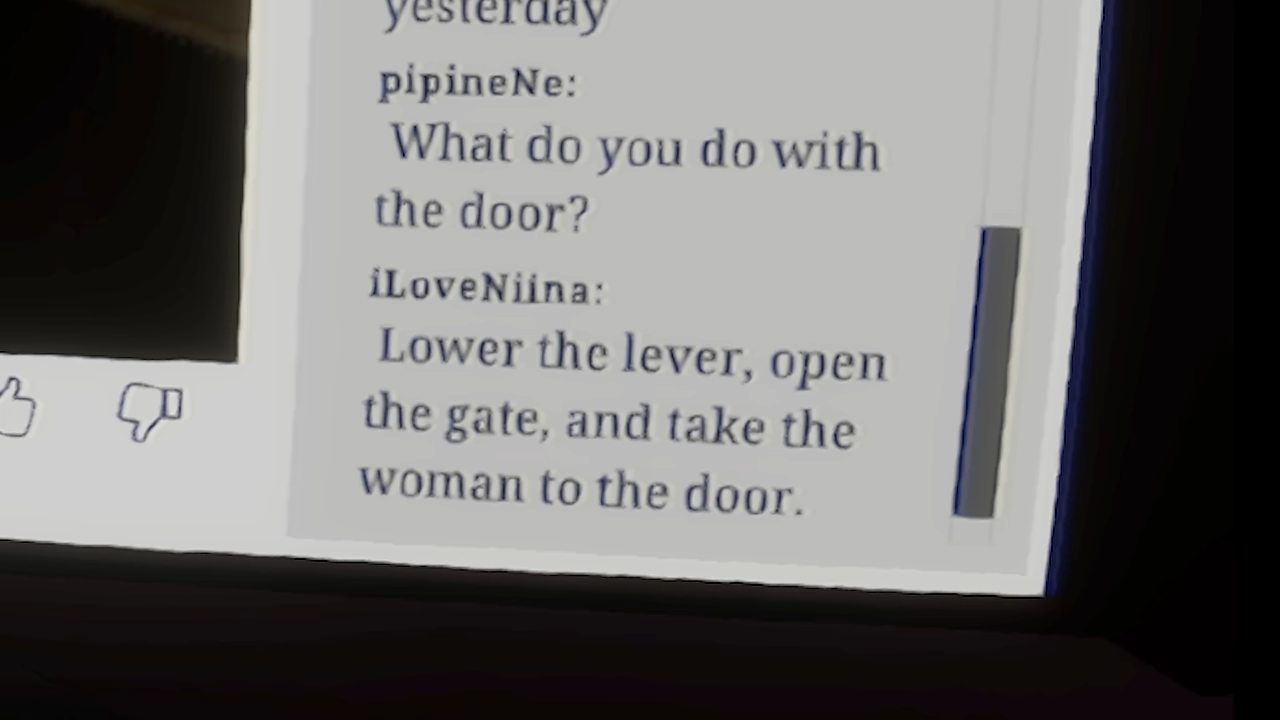 yesterday
pipineNe:
What do you do with
the door?
iLoveNiina:
Lower the lever, open
the gate, and take the
woman to the door.